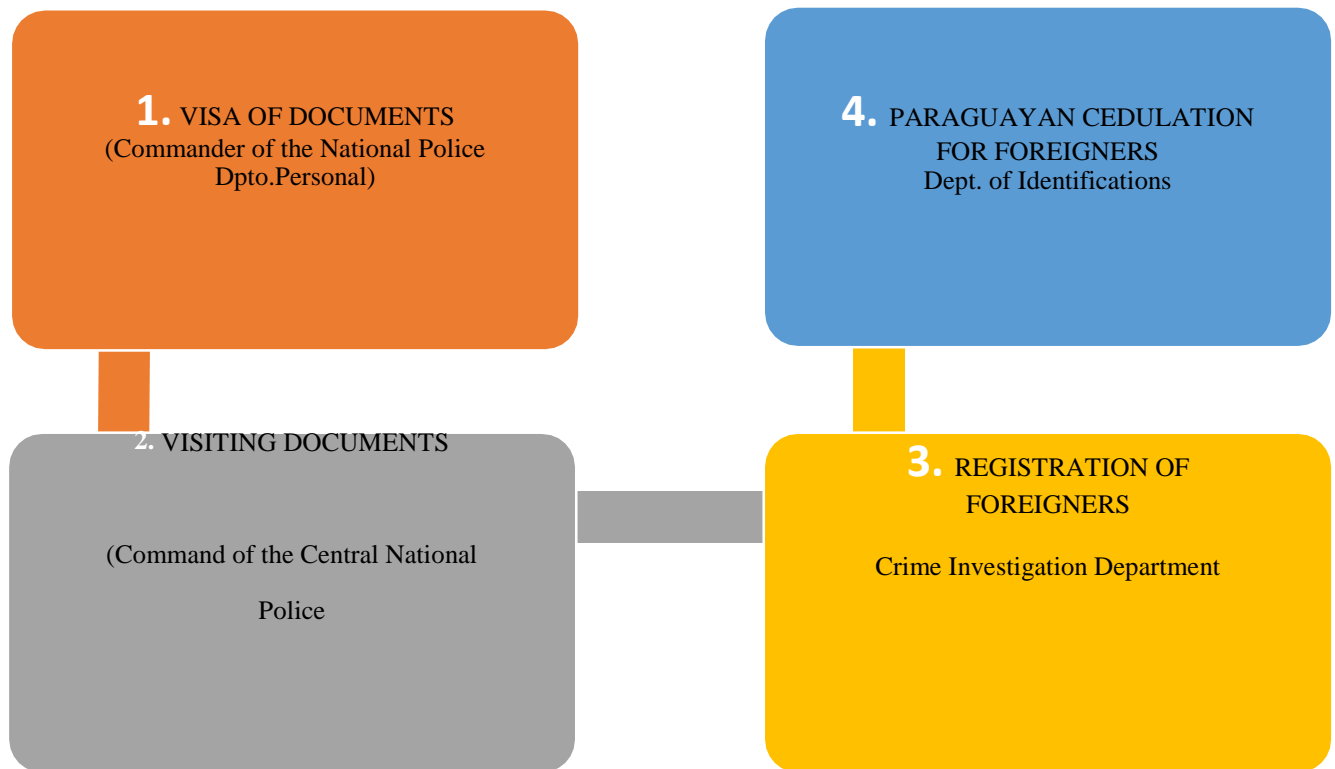 1. VISA OF DOCUMENTS
(Commander of the National Police
Dpto.Personal)
2. VISITING DOCUMENTS
(Command of the Central National
Police
3. REGISTRATION OF
FOREIGNERS
Crime Investigation Department
4. PARAGUAYAN CEDULATION
FOR FOREIGNERS
Dept. of Identifications